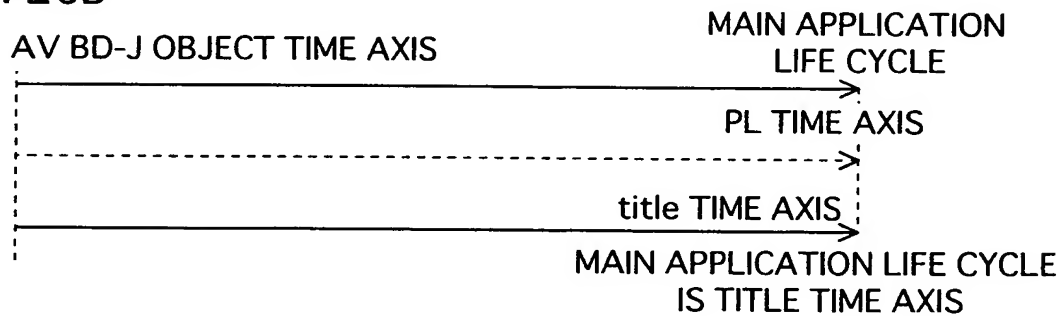 MAIN APPLICATION
AV BD-J OBJECT TIME AXIS
LIFE CYCLE
PL TIME AXIS
title TIME AXIS
MAIN APPLICATION LIFE CYCLE
IS TITLE TIME AXIS